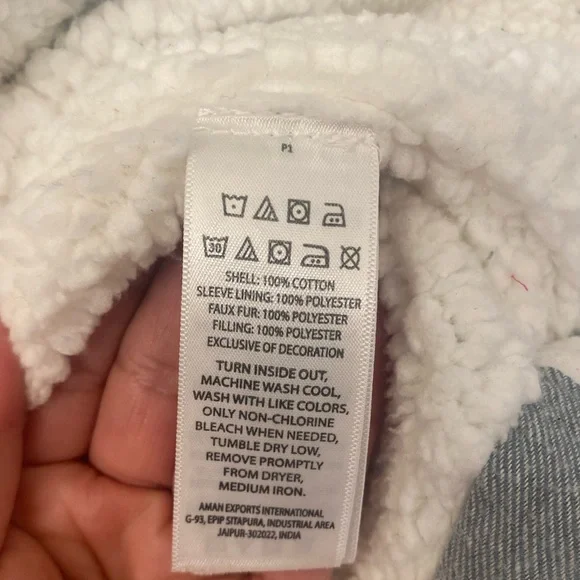 P1
30
SHELL: 100% COTTON
SLEEVE LINING: 100% POLYESTER
FAUX FUR: 100% POLYESTER
FILLING: 100% POLYESTER
EXCLUSIVE OF DECORATION
TURN INSIDE OUT,
MACHINE WASH COOL,
WASH WITH LIKE COLORS,
ONLY NON-CHLORINE
BLEACH WHEN NEEDED,
TUMBLE DRY LOW,
REMOVE PROMPTLY
FROM DRYER,
MEDIUM IRON.
AMAN EXPORTS INTERNATIONAL
G-93, EPIP SITAPURA, INDUSTRIAL AREA
JAIPUR-302022, INDIA